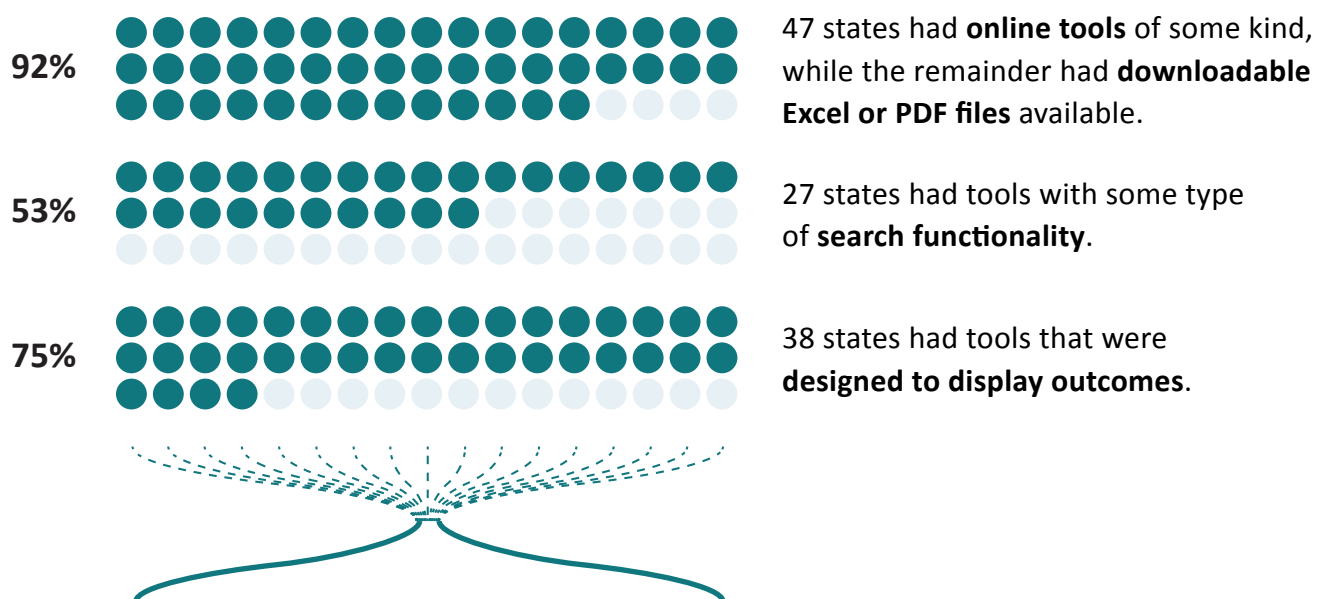 92%
47 states had online tools of some kind,
while the remainder had downloadable
Excel or PDF files available.
53%
27 states had tools with some type
of search functionality.
75%
38 states had tools that were
designed to display outcomes.